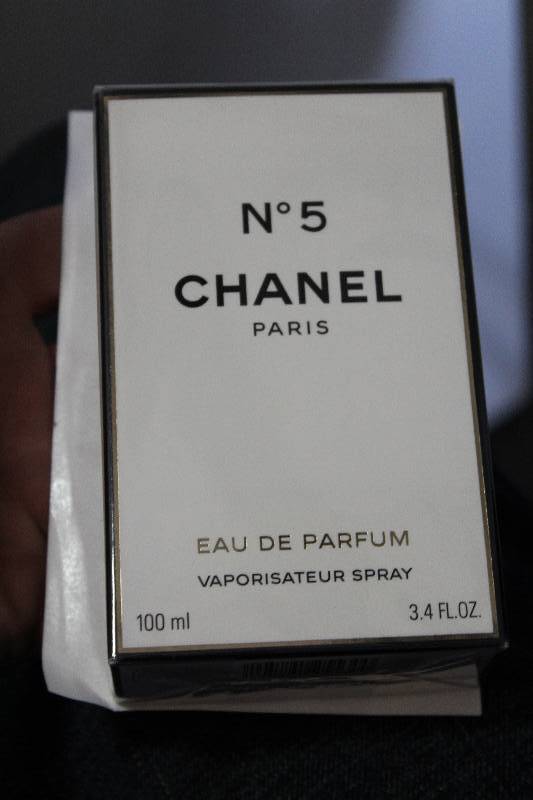 N°5
CHANEL
PARIS
EAU DE PARFUM
VAPORISATEUR SPRAY
100 ml
3.4 FL.OZ.